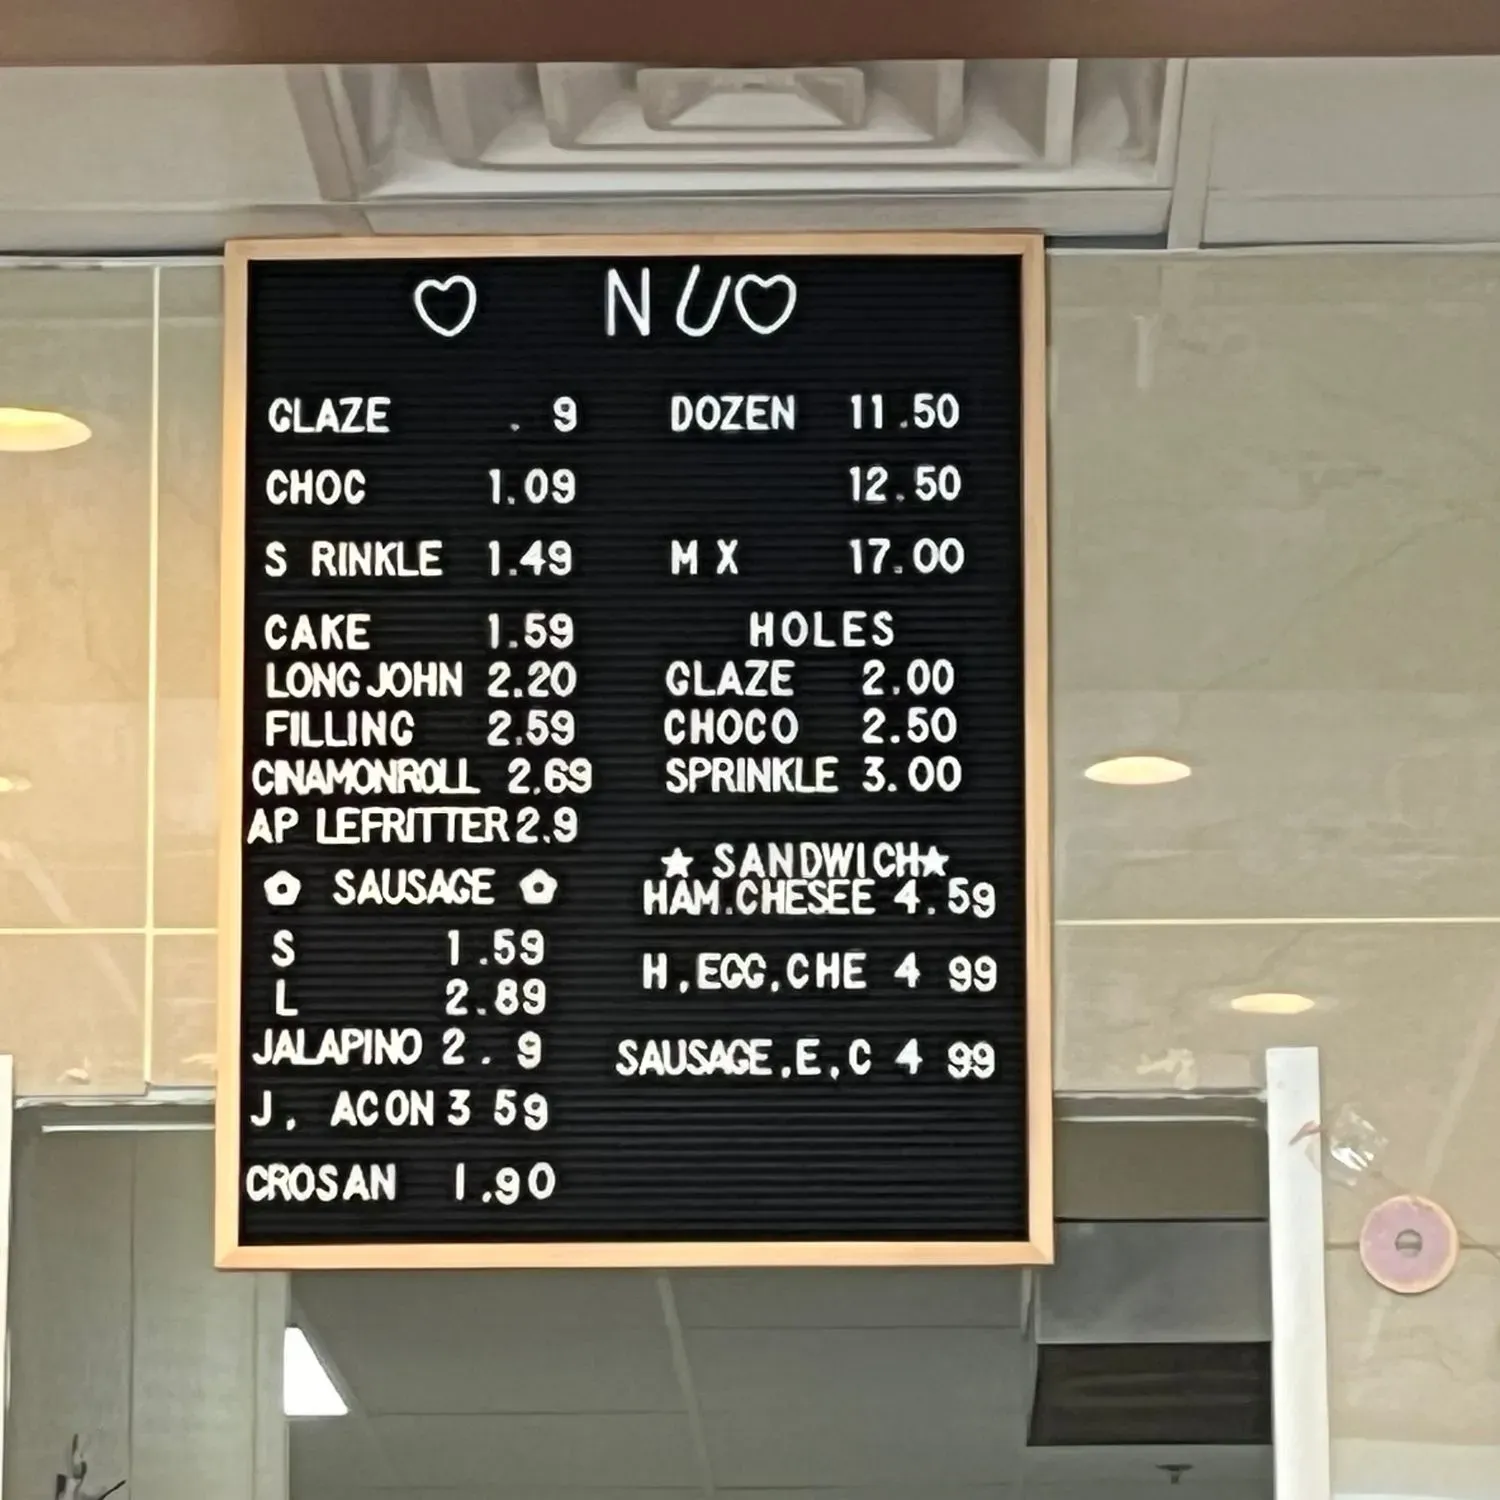 ♡ N U♡
GLAZE . 9
CHOC 1.09
S RINKLE 1.49
CAKE 1.59
LONG JOHN 2.20
FILLING 2.59
CINAMONROLL 2.69
AP LEFRITTER 2.9
SAUSAGE
S 1.59
L 2.89
JALAPINO 2. 9
J, ACON 3 59
CROSAN 1.90
DOZEN 11.50
12.50
M X 17.00
HOLES
GLAZE 2.00
CHOCO 2.50
SPRINKLE 3.00
★ SANDWICH★
HAM.CHESEE 4.59
H,EGG,CHE 4 99
SAUSAGE,E,C 4 99